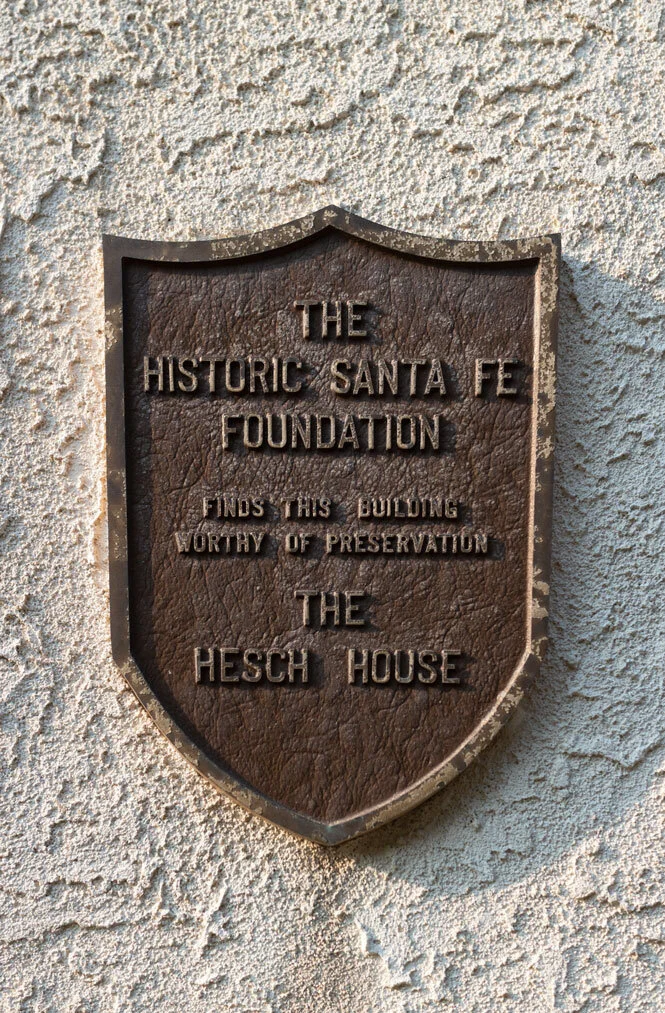 THE
HISTORIC SANTA FE
FOUNDATION
FINDS THIS BUILDING
WORTHY OF PRESERVATION
THE
HESCH HOUSE